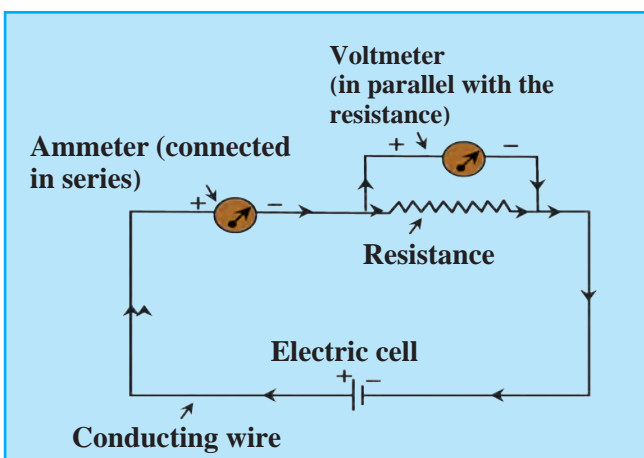 Voltmeter
(in parallel with the
resistance)
+ −
Ammeter (connected
in series)
+ −
Resistance
Electric cell
+ −
Conducting wire